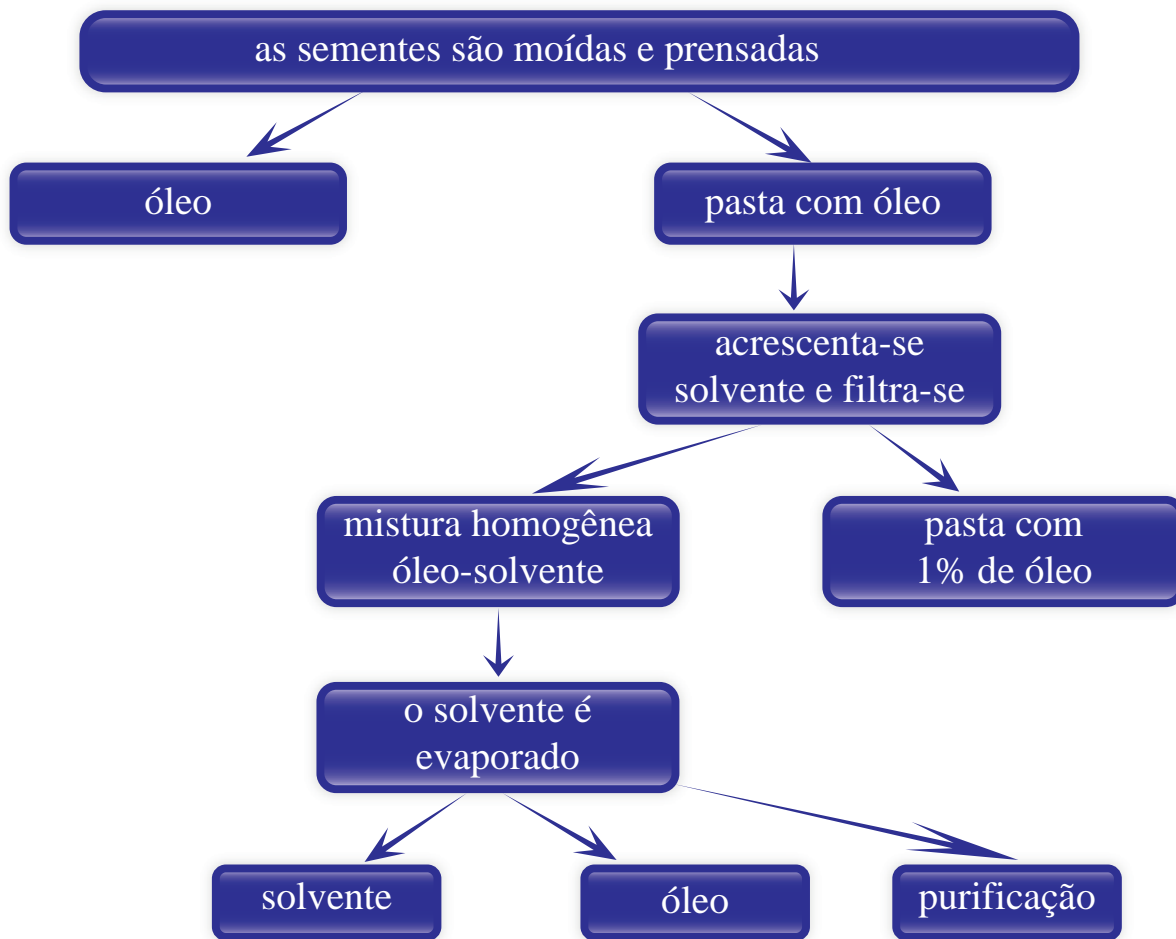 as sementes são moídas e prensadas
óleo
pasta com óleo
acrescenta-se
solvente e filtra-se
mistura homogênea
óleo-solvente
pasta com
1% de óleo
o solvente é
evaporado
solvente
óleo
purificação